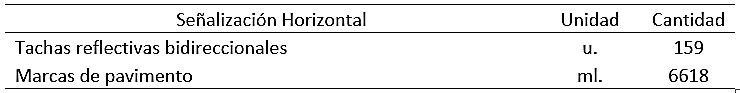 Señalización Horizontal Unidad Cantidad
Tachas reflectivas bidireccionales u. 159
Marcas de pavimento ml. 6618